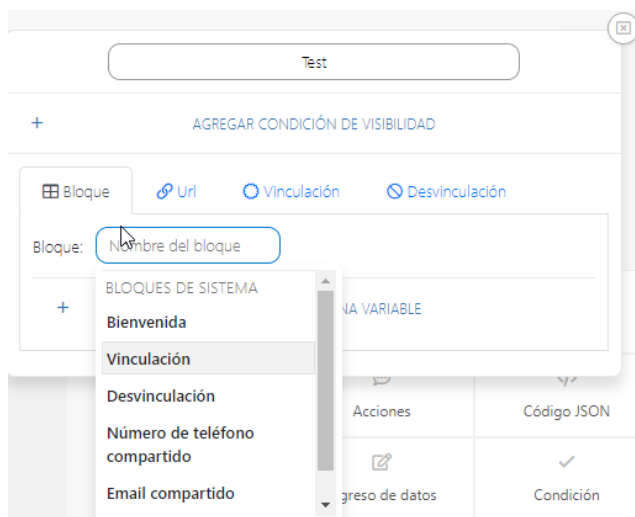 Test
+ AGREGAR CONDICIÓN DE VISIBILIDAD
Bloque Url Vinculación Desvinculación
Bloque: Nombre del bloque
BLOQUES DE SISTEMA
+ NA VARIABLE
Bienvenida
Vinculación
Desvinculación
Número de teléfono
compartido
Email compartido
Acciones Código JSON
greso de datos Condición